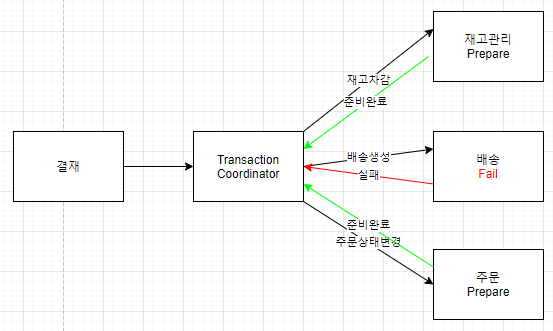 재고관리
Prepare
재고차감
준비완료
결재
Transaction
Coordinator
배송생성
실패
배송
Fail
준비완료
주문상태변경
주문
Prepare